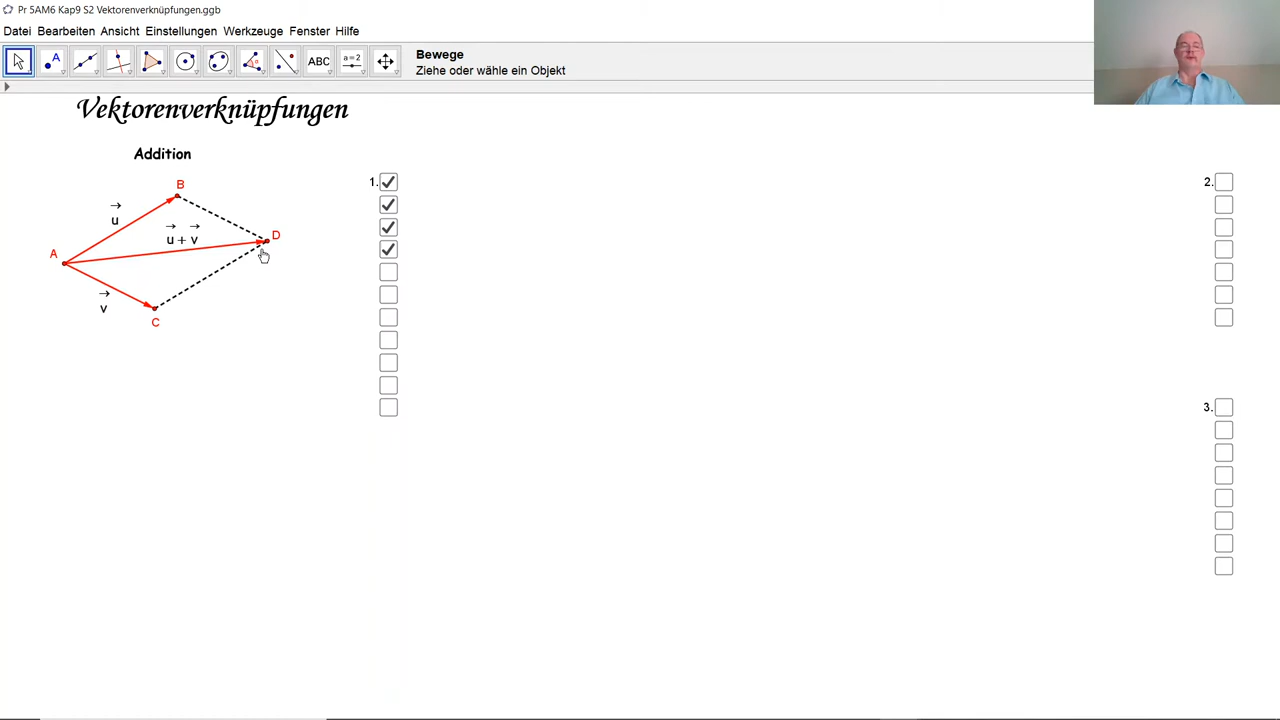 Pr 5AM6 Kap9 S2 Vektorenverknüpfungen.ggb
Datei Bearbeiten Ansicht Einstellungen Werkzeuge Fenster Hilfe
A
ABC
a=2
Bewege
Ziehe oder wähle ein Objekt
Vektorenverknüpfungen
Addition
B
u
u + v
D
A
v
C
1.
2.
3.